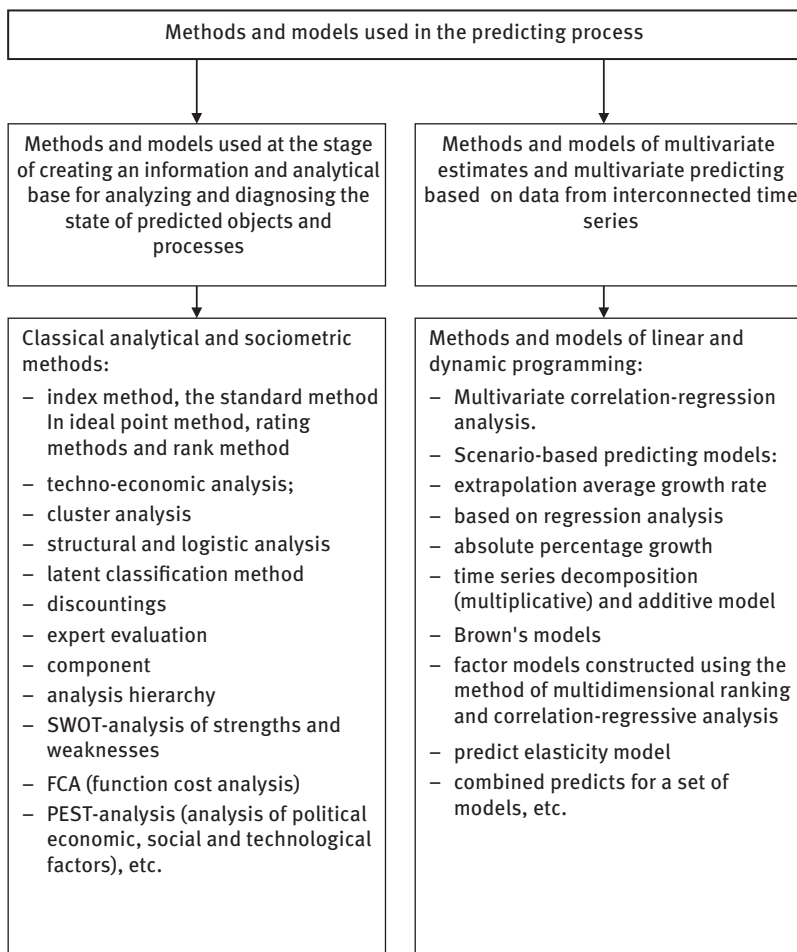 Methods and models used in the predicting process
Methods and models used at the stage
of creating an information and analytical
base for analyzing and diagnosing the
state of predicted objects and
processes
Methods and models of multivariate
estimates and multivariate predicting
based on data from interconnected time
series
Classical analytical and sociometric
methods:
– index method, the standard method
In ideal point method, rating
methods and rank method
– techno-economic analysis;
– cluster analysis
– structural and logistic analysis
– latent classification method
– discountings
– expert evaluation
– component
– analysis hierarchy
– SWOT-analysis of strengths and
weaknesses
– FCA (function cost analysis)
– PEST-analysis (analysis of political
economic, social and technological
factors), etc.
Methods and models of linear and
dynamic programming:
– Multivariate correlation-regression
analysis.
– Scenario-based predicting models:
– extrapolation average growth rate
– based on regression analysis
– absolute percentage growth
– time series decomposition
(multiplicative) and additive model
– Brown's models
– factor models constructed using the
method of multidimensional ranking
and correlation-regressive analysis
– predict elasticity model
– combined predicts for a set of
models, etc.